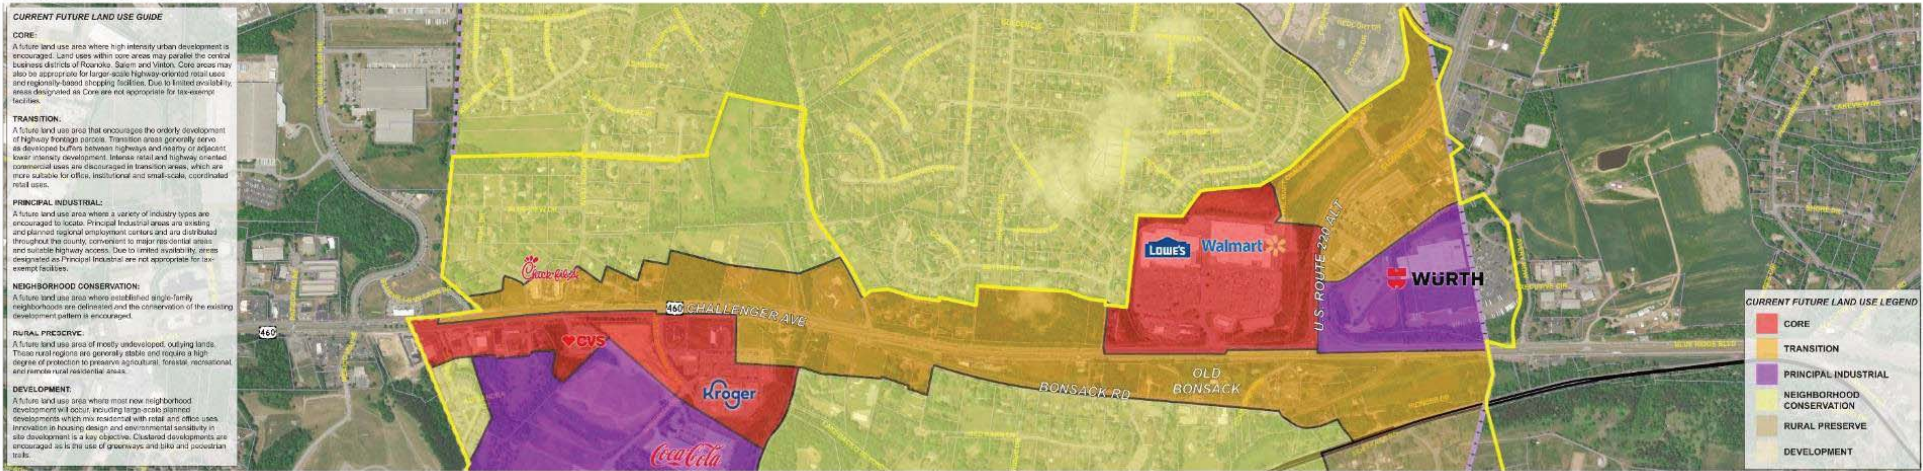 CURRENT FUTURE LAND USE GUIDE
CORE:
A future land use area where high intensity urban development is
encouraged. Land uses within core areas may parallel the central
business districts of Roanoke, Salem and Vinton. Core areas may
also be appropriate for larger-scale highway-oriented retail uses
and regionally-based shopping facilities. Due to limited availability,
areas designated as Core are not appropriate for tax-exempt
facilities.
TRANSITION:
A future land use area that encourages the orderly development
of highway frontage parcels. Transition areas generally serve
as developed buffers between highways and nearby or adjacent
lower intensity development. Intense retail and highway oriented
commercial uses are discouraged in transition areas, which are
more suitable for office, institutional and small-scale, coordinated
retail uses.
PRINCIPAL INDUSTRIAL:
A future land use area where a variety of industry types are
encouraged to locate. Principal Industrial areas are existing
and planned regional employment centers and are distributed
throughout the county, convenient to major residential areas
and suitable highway access. Due to limited availability, areas
designated as Principal Industrial are not appropriate for tax-
exempt facilities.
NEIGHBORHOOD CONSERVATION:
A future land use area where established single-family
neighborhoods are delineated and the conservation of the existing
development pattern is encouraged.
RURAL PRESERVE:
A future land use area of mostly undeveloped, outlying lands.
These rural regions are generally stable and require a high
degree of protection to preserve agricultural, forestal, recreational,
and remote rural residential areas.
DEVELOPMENT:
A future land use area where most new neighborhood
development will occur, including large-scale planned
developments which mix residential with retail and office uses.
Innovation in housing design and environmental sensitivity in
site development is a key objective. Clustered developments are
encouraged as is the use of greenways and bike and pedestrian
trails.
460
Chick-fil-A
460 CHALLENGER AVE
CVS
Kroger
Coca-Cola
LOWE'S
Walmart
U.S. ROUTE 220 ALT
WÜRTH
BONSACK RD
OLD
BONSACK
LAKEVIEW DR
SHORE DR
BLUE RIDGE BLVD
CURRENT FUTURE LAND USE LEGEND
CORE
TRANSITION
PRINCIPAL INDUSTRIAL
NEIGHBORHOOD
CONSERVATION
RURAL PRESERVE
DEVELOPMENT